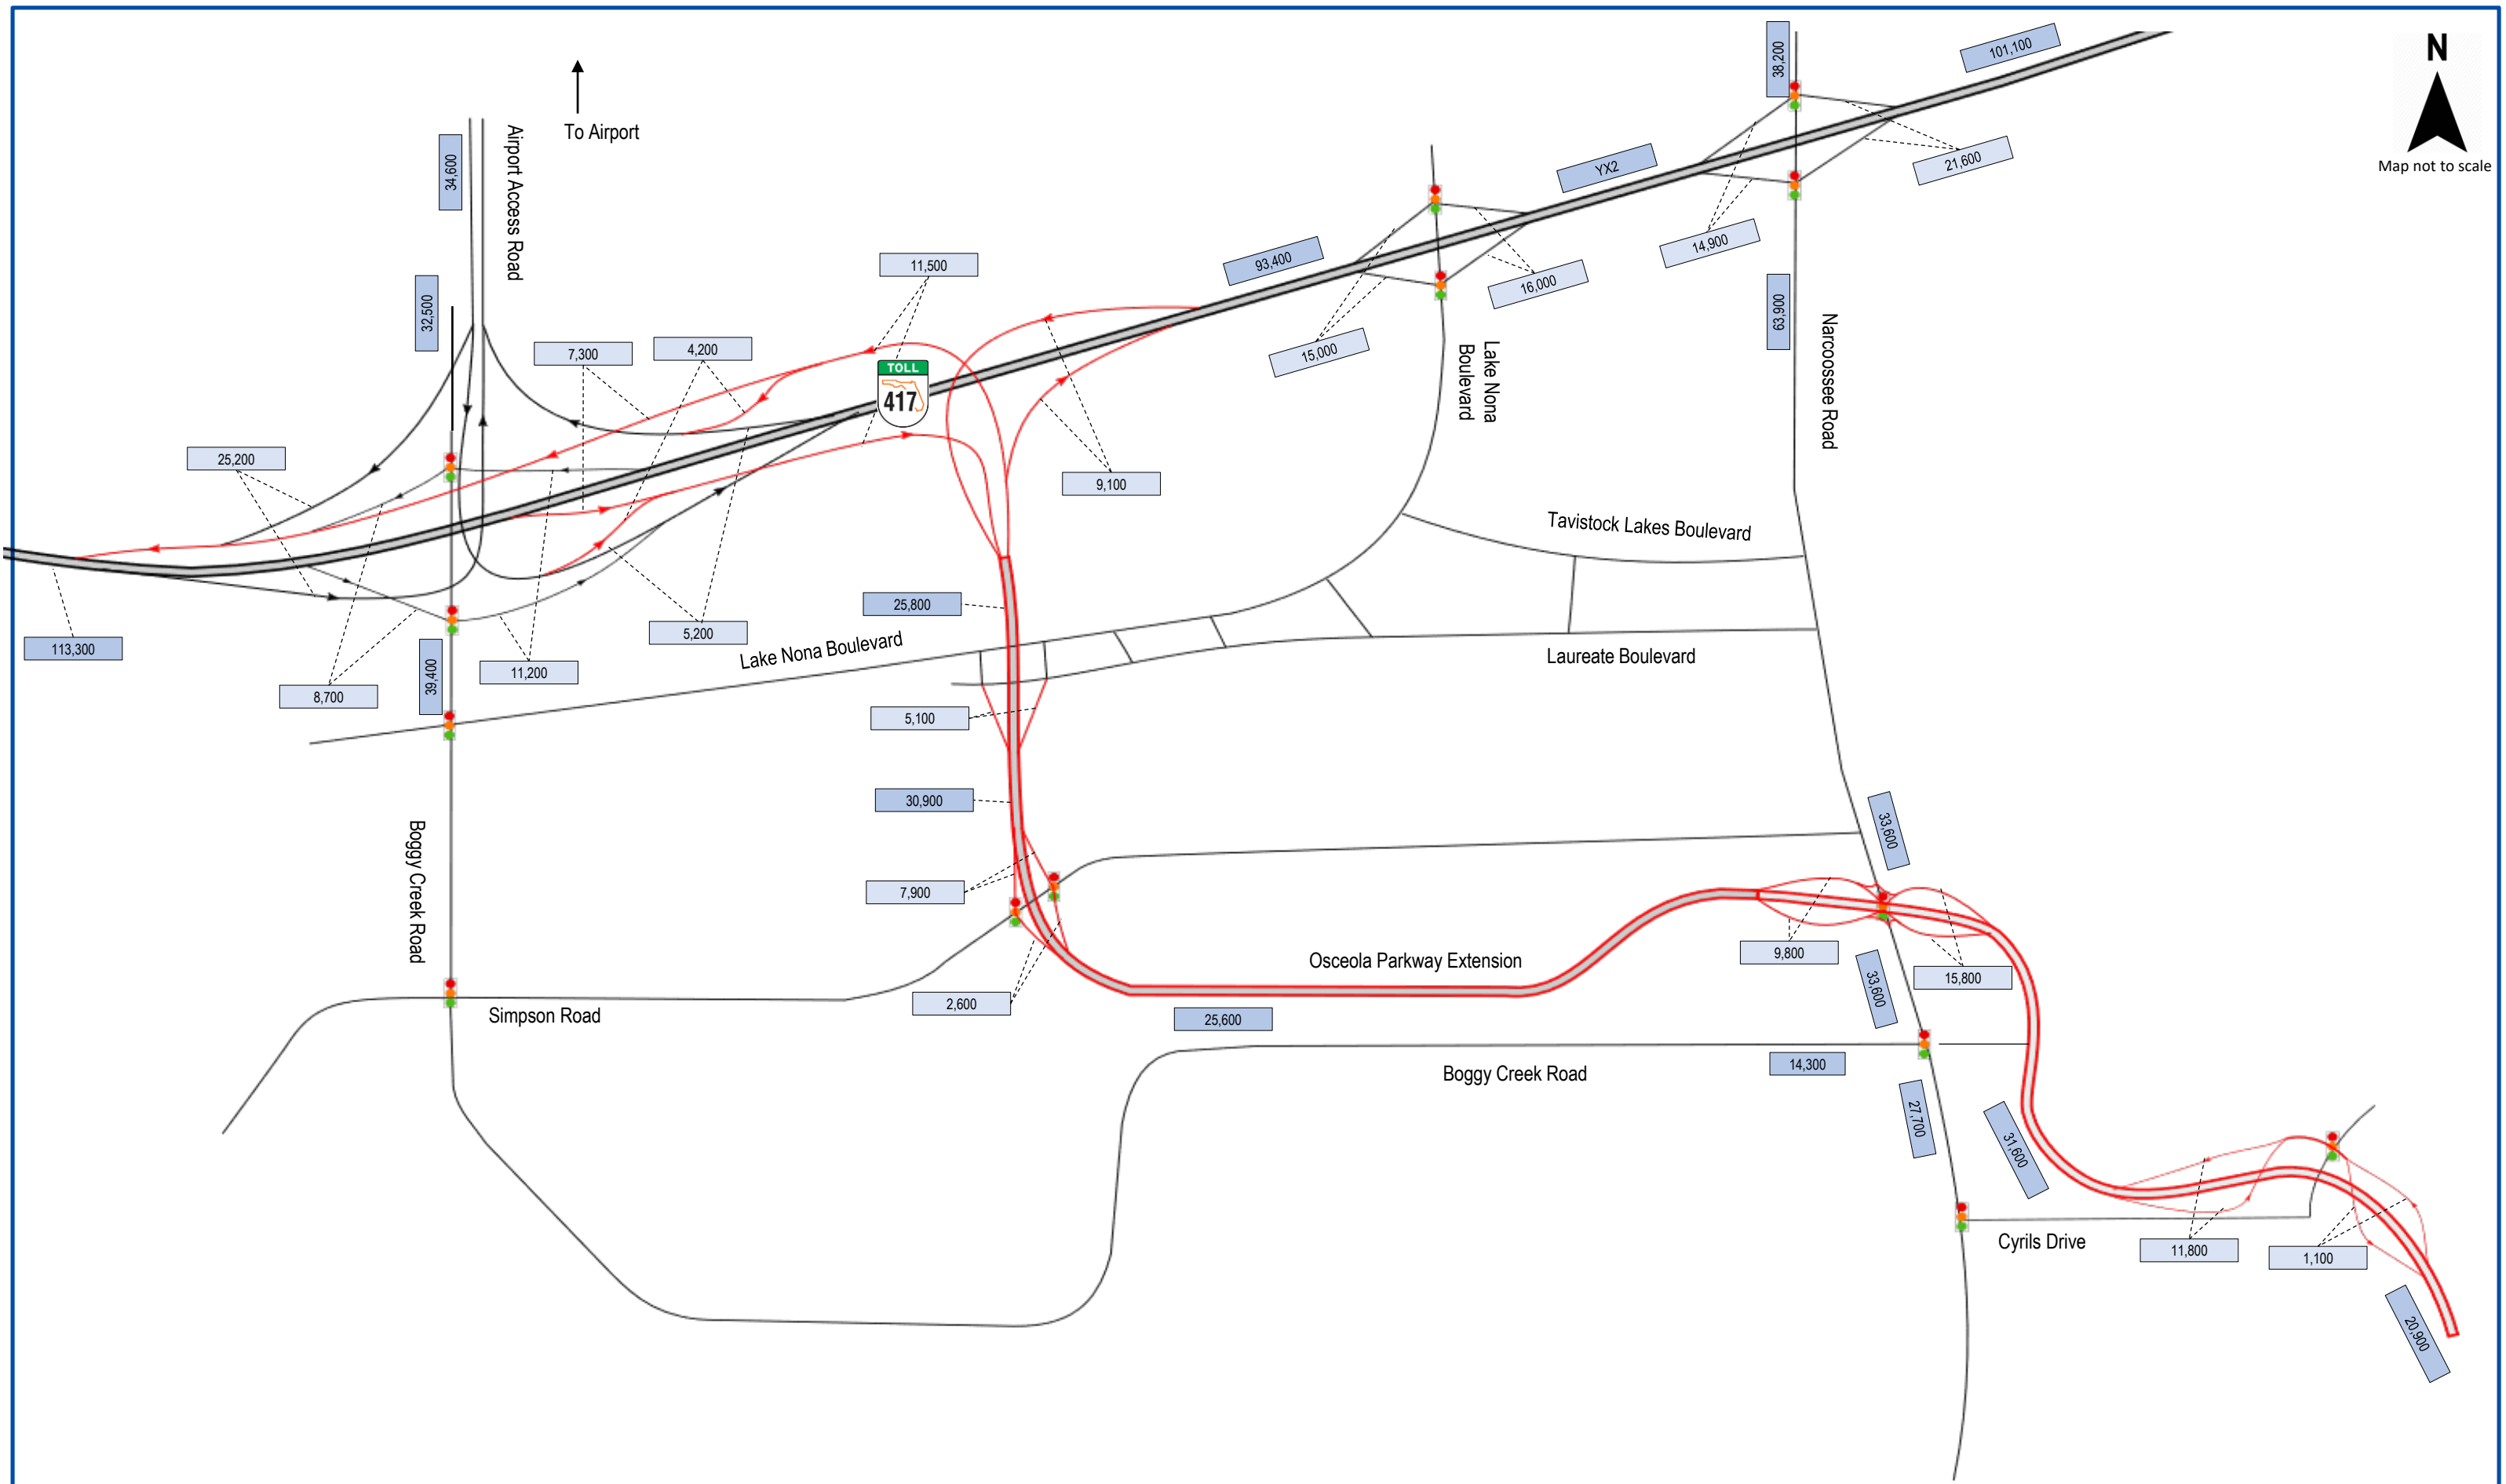 101,100
38,200
N
Map not to scale
To Airport
Airport Access Road
34,600
21,600
YX2
14,900
11,500
93,400
16,000
32,500
63,900
7,300
4,200
15,000
TOLL
417
Lake Nona
Boulevard
Narcoossee Road
25,200
9,100
Tavistock Lakes Boulevard
25,800
113,300
5,200
Lake Nona Boulevard
Laureate Boulevard
39,400
11,200
8,700
5,100
30,900
33,600
Boggy Creek Road
7,900
9,800
Osceola Parkway Extension
15,800
33,600
2,600
Simpson Road
25,600
14,300
Boggy Creek Road
27,700
31,600
Cyrils Drive
11,800
1,100
20,900